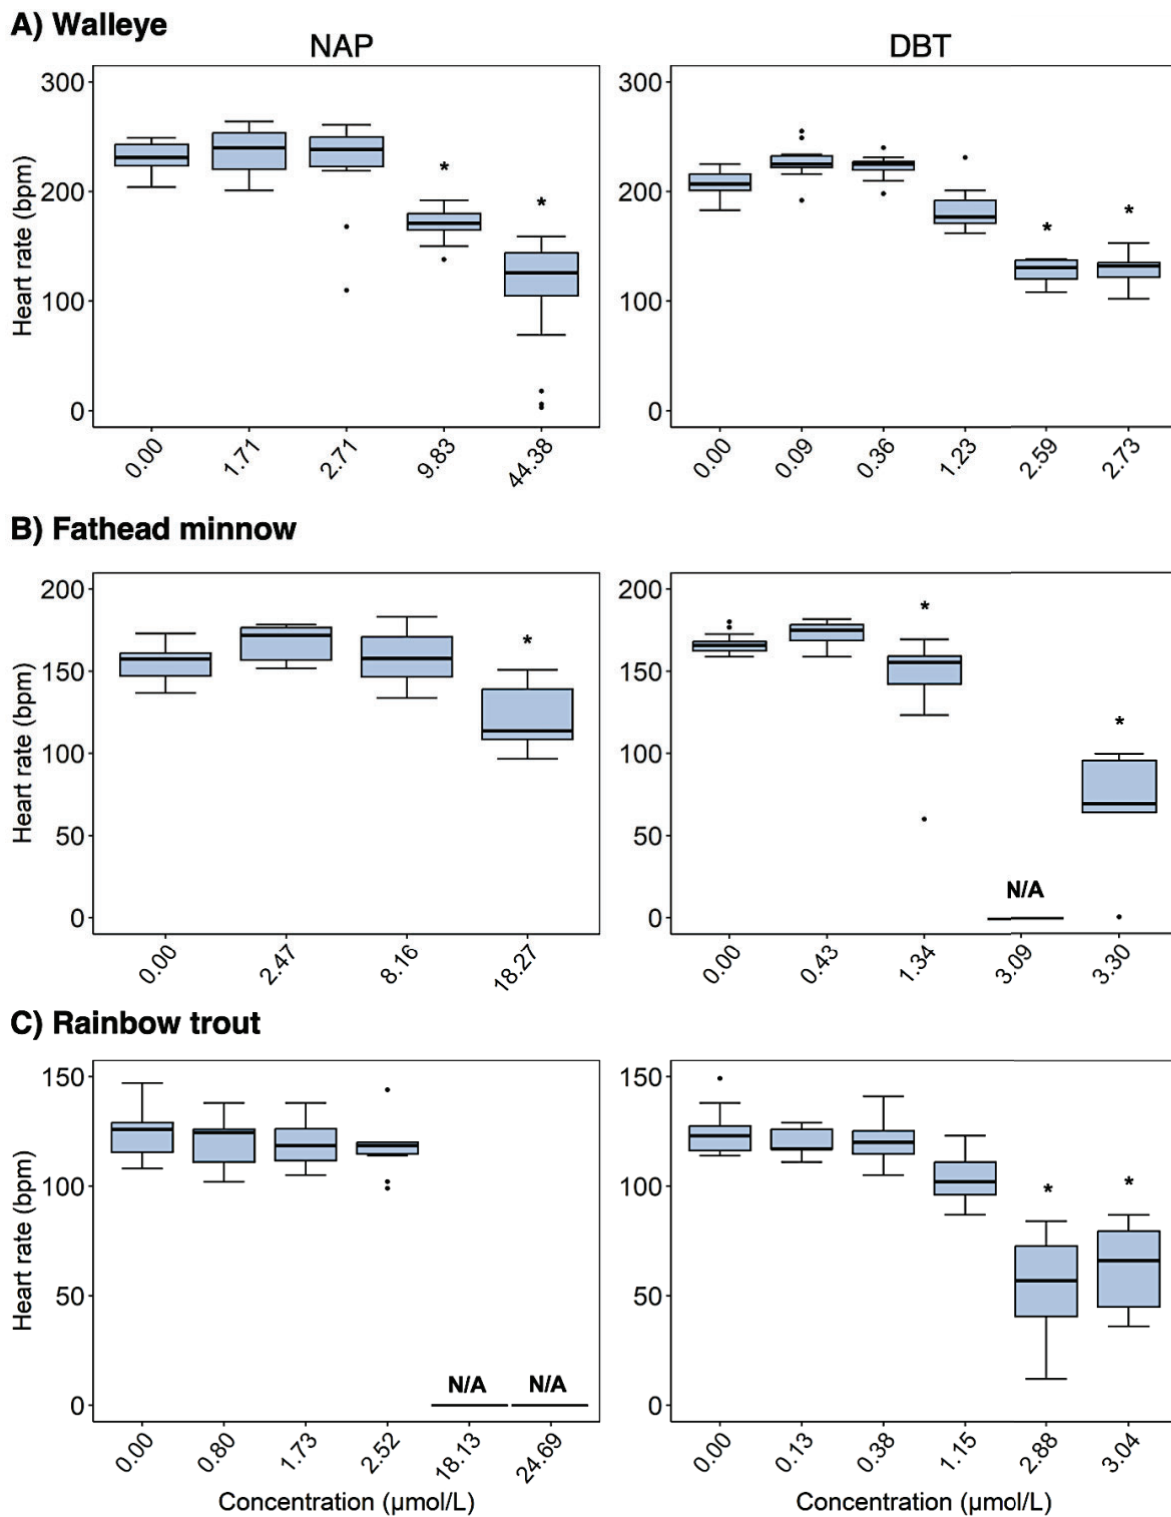 A) Walleye
NAP
DBT
Heart rate (bpm)
300
200
100
0
* *
0.00 1.71 2.71 9.83 44.38
300
200
100
0
* *
0.00 0.09 0.36 1.23 2.59 2.73
B) Fathead minnow
Heart rate (bpm)
200
150
100
50
0
*
0.00 2.47 8.16 18.27
200
150
100
50
0
* *
N/A
0.00 0.43 1.34 3.09 3.30
C) Rainbow trout
Heart rate (bpm)
150
100
50
0
N/A N/A
0.00 0.80 1.73 2.52 18.13 24.69
Concentration (µmol/L)
150
100
50
0
* *
0.00 0.13 0.38 1.15 2.88 3.04
Concentration (µmol/L)